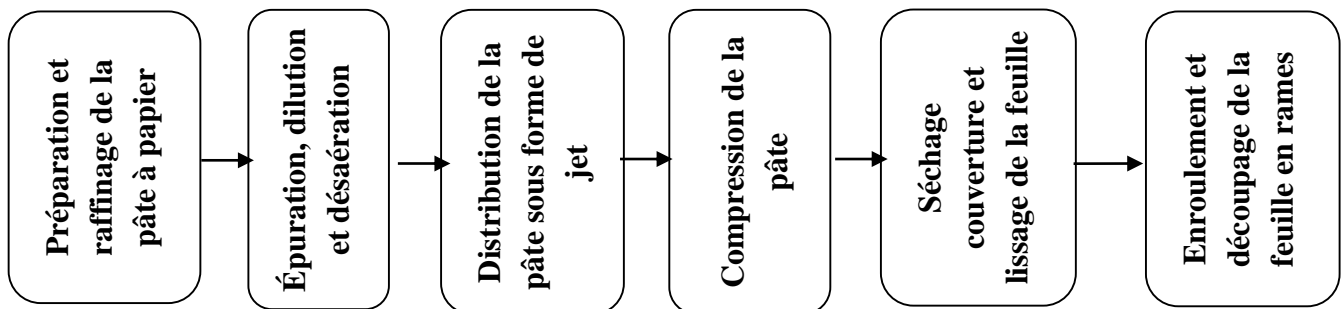 Préparation et
raffinage de la
pâte à papier
Épuration, dilution
et désaération
Distribution de la
pâte sous forme de
jet
Compression de la
pâte
Séchage
couverture et
lissage de la feuille
Enroulement et
découpage de la
feuille en rames